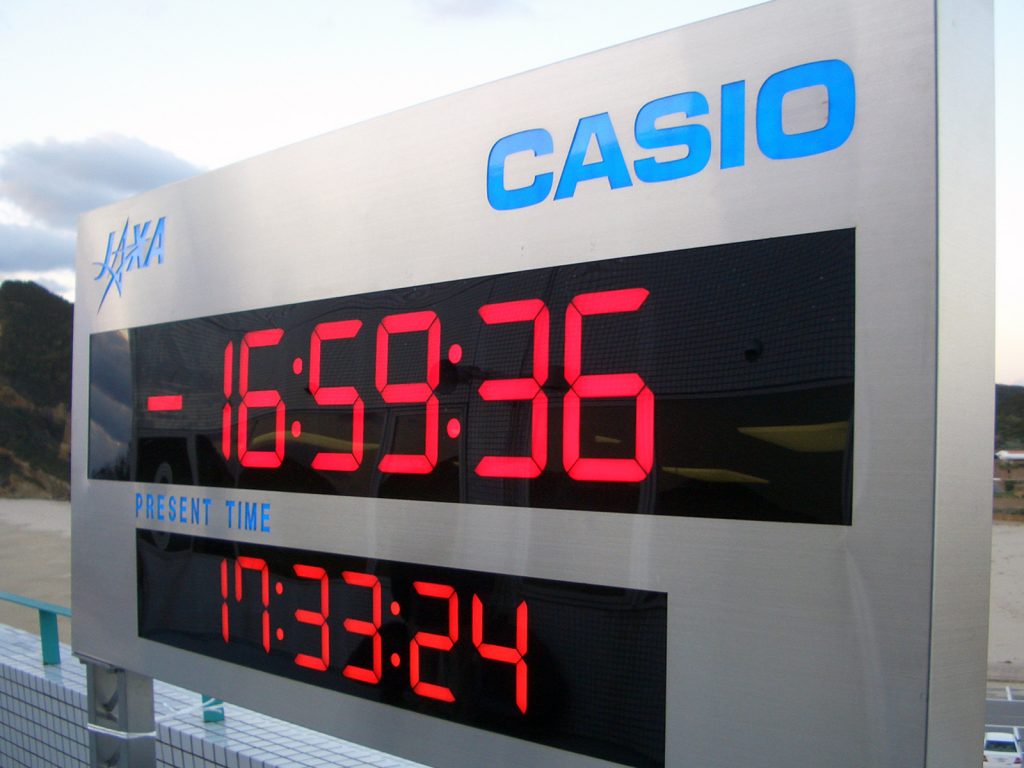 CASIO
JAXA
-16:59:36
PRESENT TIME
17:33:24